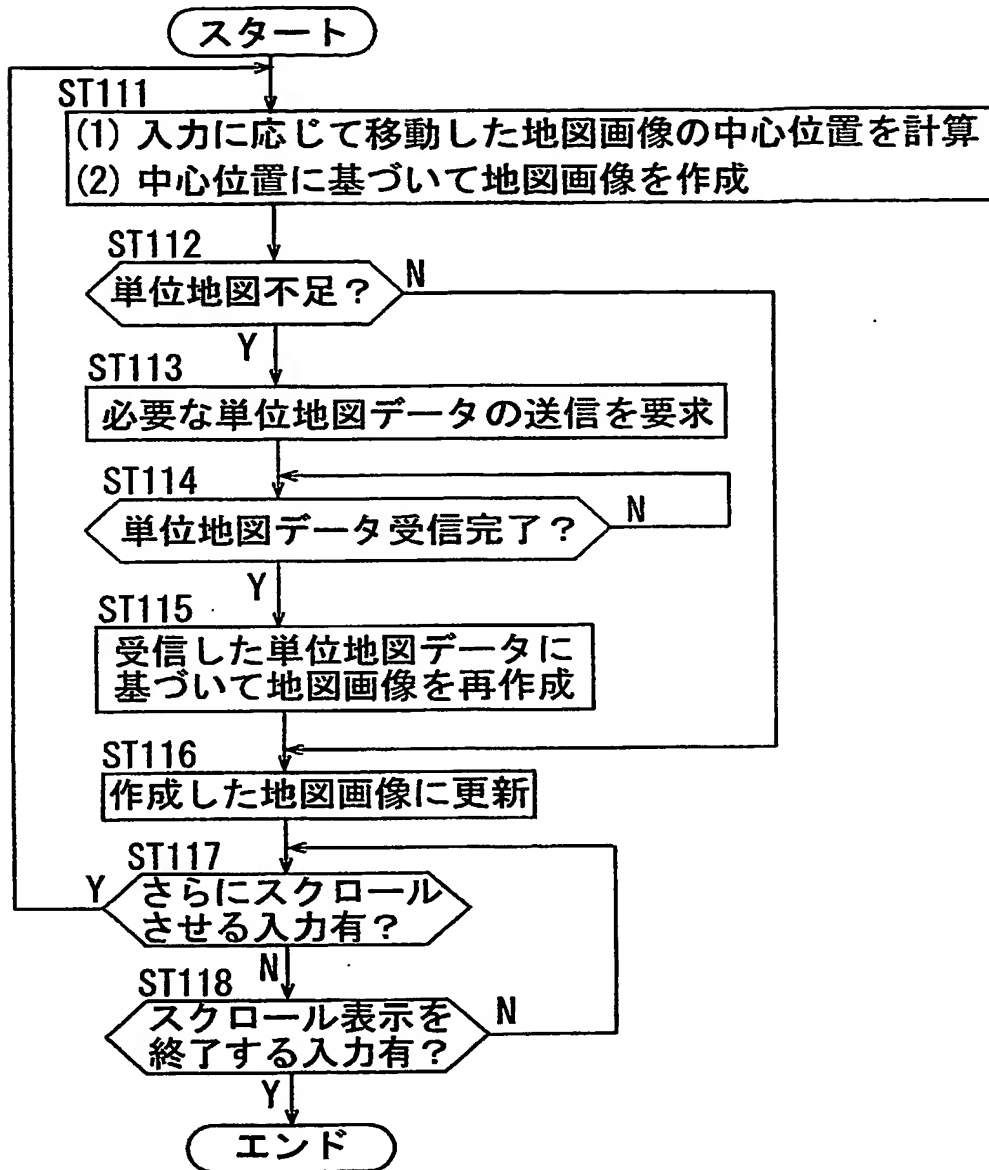 スタート
ST111
(1) 入力に応じて移動した地図画像の中心位置を計算
(2) 中心位置に基づいて地図画像を作成
ST112
単位地図不足？
N
Y
ST113
必要な単位地図データの送信を要求
ST114
単位地図データ受信完了？
N
Y
ST115
受信した単位地図データに
基づいて地図画像を再作成
ST116
作成した地図画像に更新
ST117
Y
さらにスクロール
させる入力有？
N
ST118
スクロール表示を
終了する入力有？
N
Y
エンド